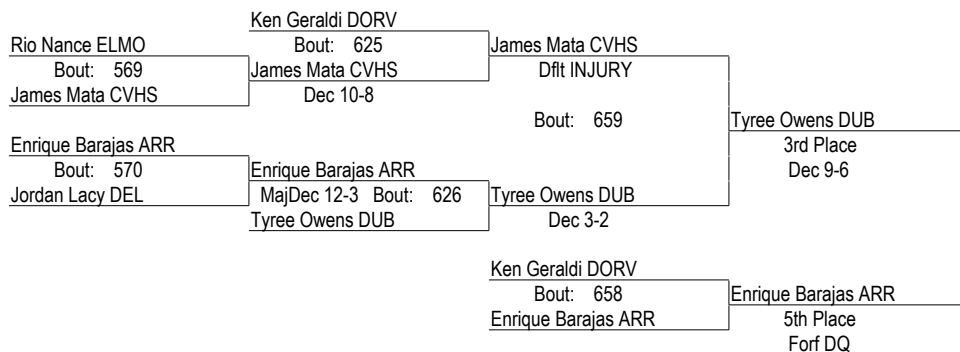 Ken Geraldi DORV
Rio Nance ELMO
Bout: 625
James Mata CVHS
Bout: 569
James Mata CVHS
Dflt INJURY
James Mata CVHS
Dec 10-8
Bout: 659
Tyree Owens DUB
Enrique Barajas ARR
3rd Place
Bout: 570
Enrique Barajas ARR
Dec 9-6
Jordan Lacy DEL
MajDec 12-3 Bout: 626
Tyree Owens DUB
Tyree Owens DUB
Dec 3-2
Ken Geraldi DORV
Bout: 658
Enrique Barajas ARR
Enrique Barajas ARR
5th Place
Forf DQ